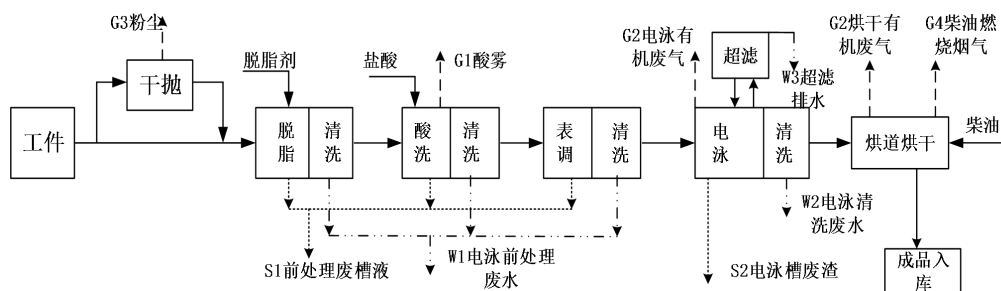 G3粉尘
干抛
工件
脱脂剂
脱脂
清洗
盐酸
G1酸雾
酸洗
清洗
表调
清洗
G2电泳有
机废气
超滤
W3超滤
排水
电泳
清洗
G2烘干有
机废气
G4柴油燃
烧烟气
烘道烘干
柴油
S1前处理废槽液
W1电泳前处理
废水
S2电泳槽废渣
W2电泳清
洗废水
成品入
库